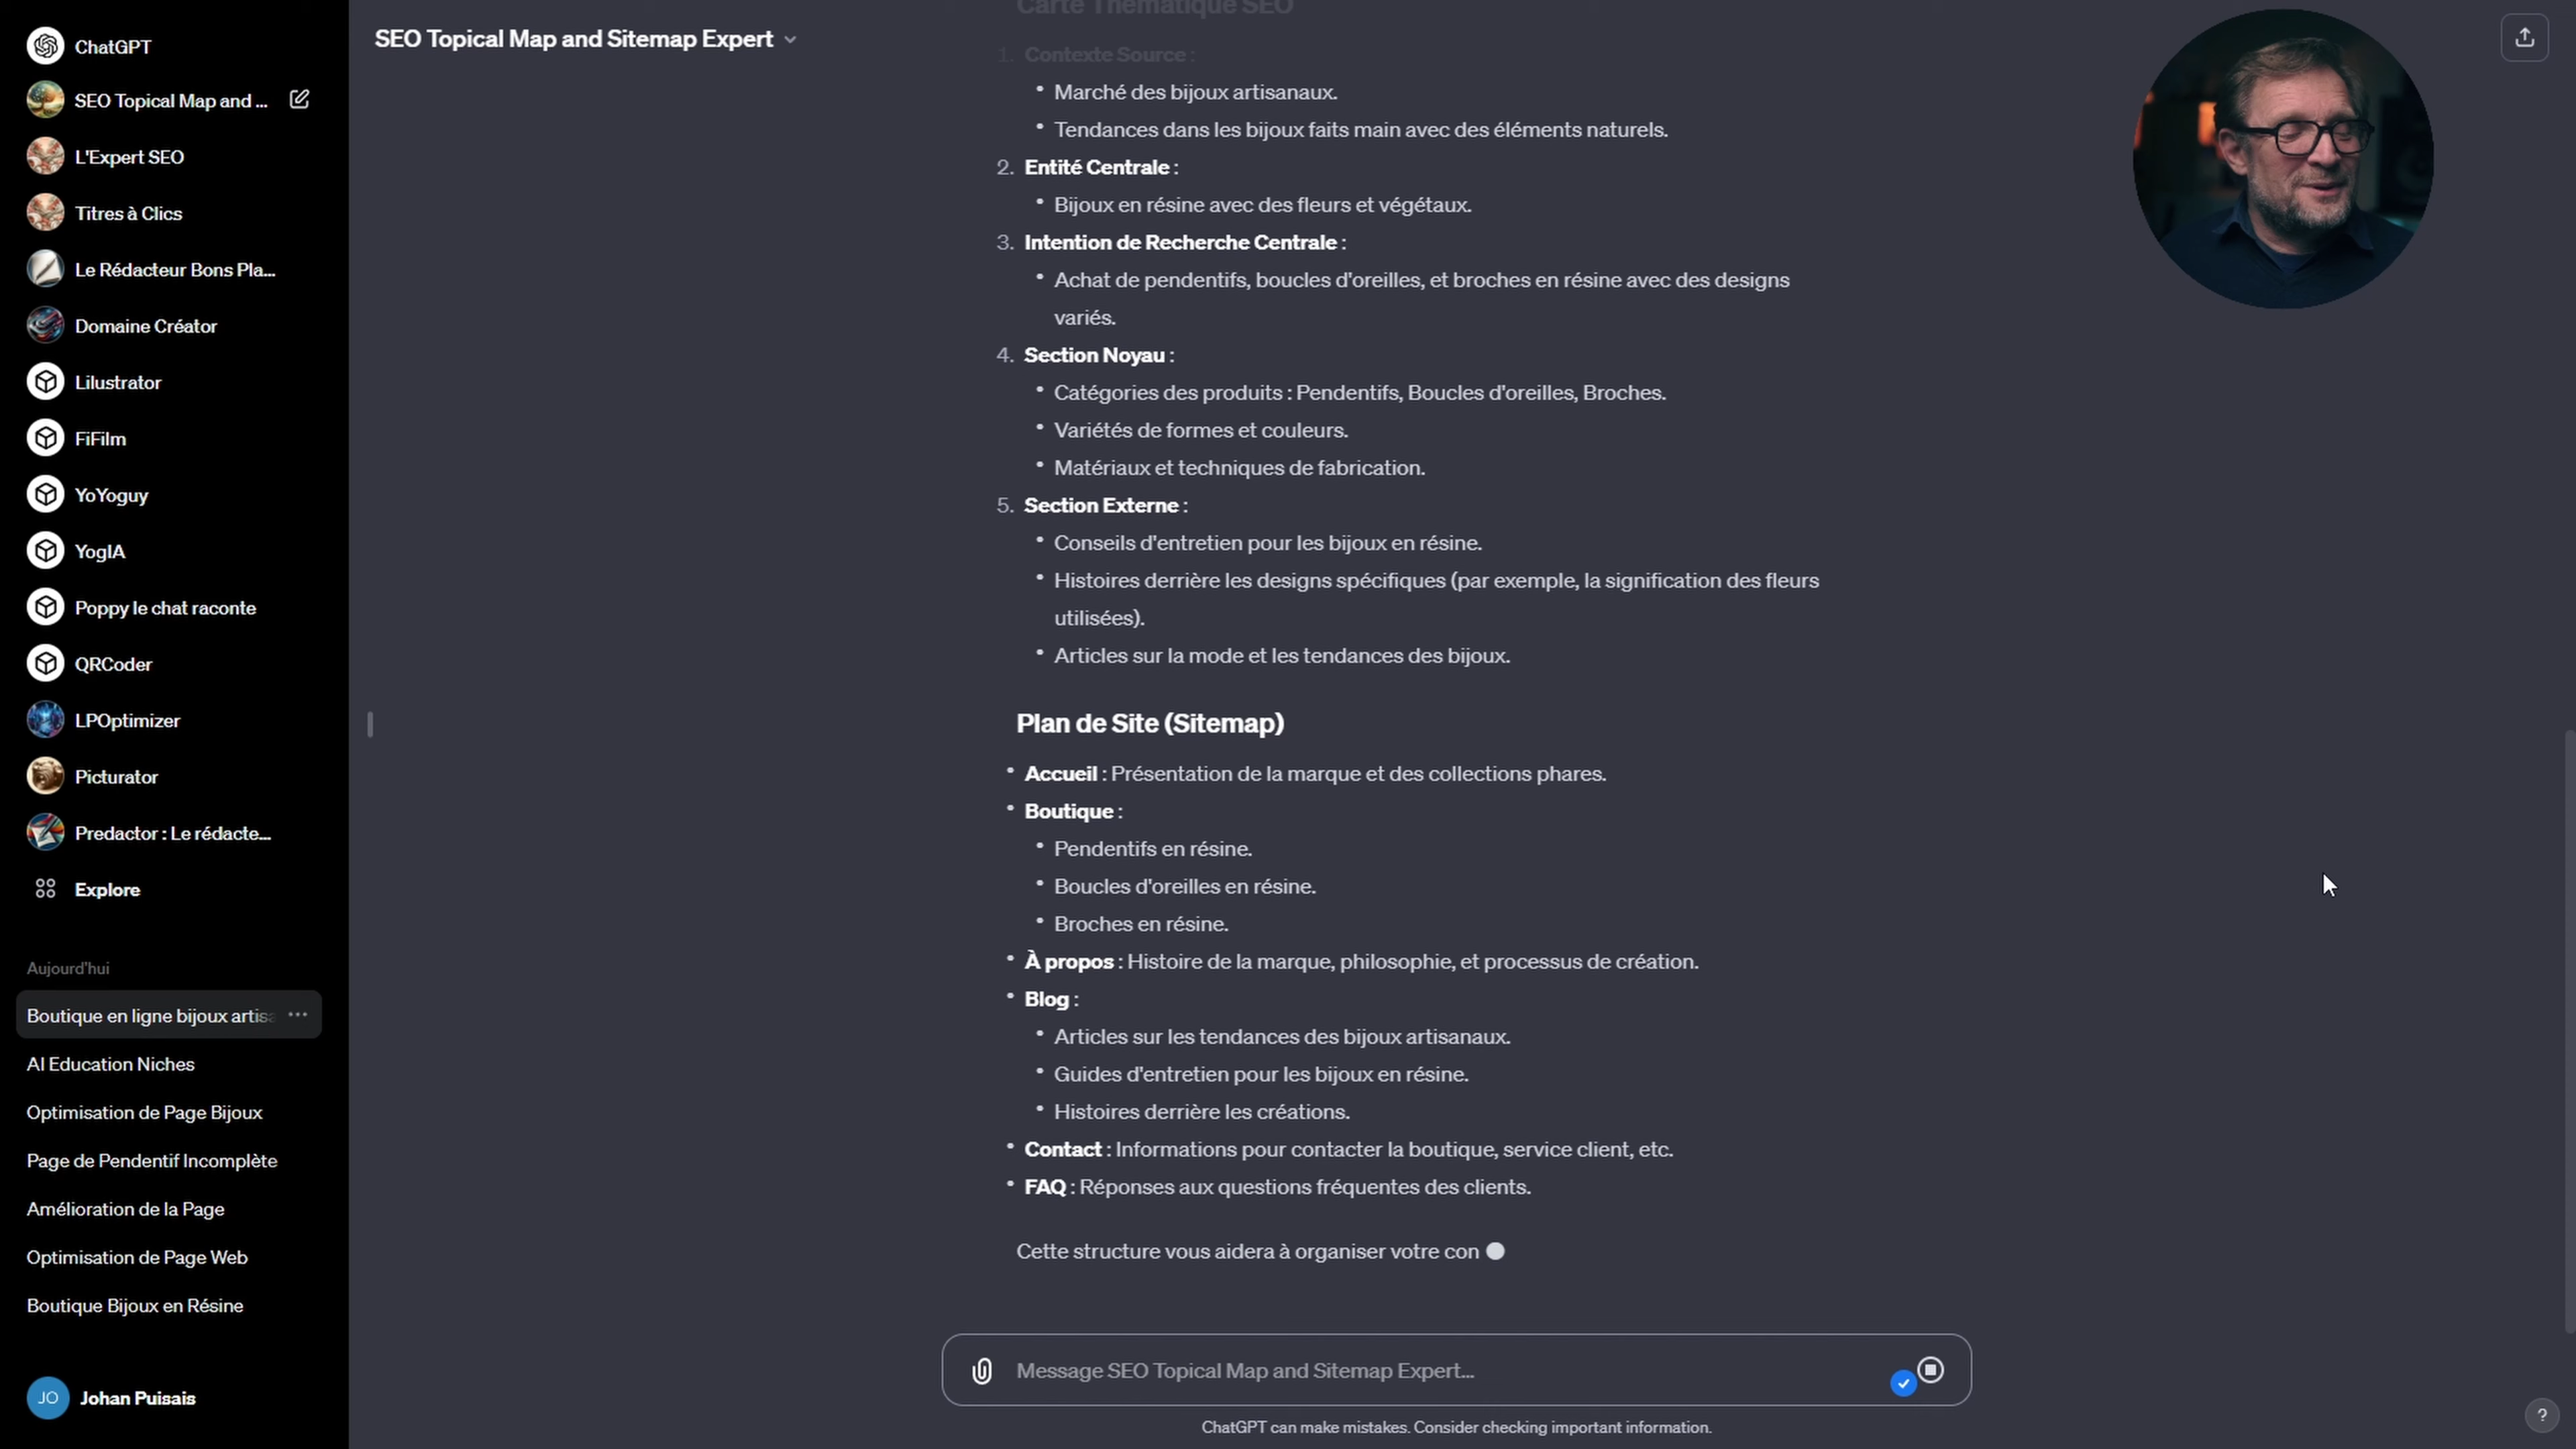 ChatGPT
SEO Topical Map and ...
L'Expert SEO
Titres à Clics
Le Rédacteur Bons Pla...
Domaine Créator
Lilustrator
FiFilm
YoYoguy
YogIA
Poppy le chat raconte
QRCoder
LPOptimizer
Picturator
Predactor : Le rédacte...
Explore
Aujourd'hui
Boutique en ligne bijoux artisa
AI Education Niches
Optimisation de Page Bijoux
Page de Pendentif Incomplète
Amélioration de la Page
Optimisation de Page Web
Boutique Bijoux en Résine
JO
Johan Puisais
SEO Topical Map and Sitemap Expert
Carte Thématique SEO
1. Contexte Source :
• Marché des bijoux artisanaux.
• Tendances dans les bijoux faits main avec des éléments naturels.
2. Entité Centrale :
• Bijoux en résine avec des fleurs et végétaux.
3. Intention de Recherche Centrale :
• Achat de pendentifs, boucles d'oreilles, et broches en résine avec des designs
variés.
4. Section Noyau :
• Catégories des produits : Pendentifs, Boucles d'oreilles, Broches.
• Variétés de formes et couleurs.
• Matériaux et techniques de fabrication.
5. Section Externe :
• Conseils d'entretien pour les bijoux en résine.
• Histoires derrière les designs spécifiques (par exemple, la signification des fleurs
utilisées).
• Articles sur la mode et les tendances des bijoux.
Plan de Site (Sitemap)
• Accueil : Présentation de la marque et des collections phares.
• Boutique :
• Pendentifs en résine.
• Boucles d'oreilles en résine.
• Broches en résine.
• À propos : Histoire de la marque, philosophie, et processus de création.
• Blog :
• Articles sur les tendances des bijoux artisanaux.
• Guides d'entretien pour les bijoux en résine.
• Histoires derrière les créations.
• Contact : Informations pour contacter la boutique, service client, etc.
• FAQ : Réponses aux questions fréquentes des clients.
Cette structure vous aidera à organiser votre con
Message SEO Topical Map and Sitemap Expert...
ChatGPT can make mistakes. Consider checking important information.
?